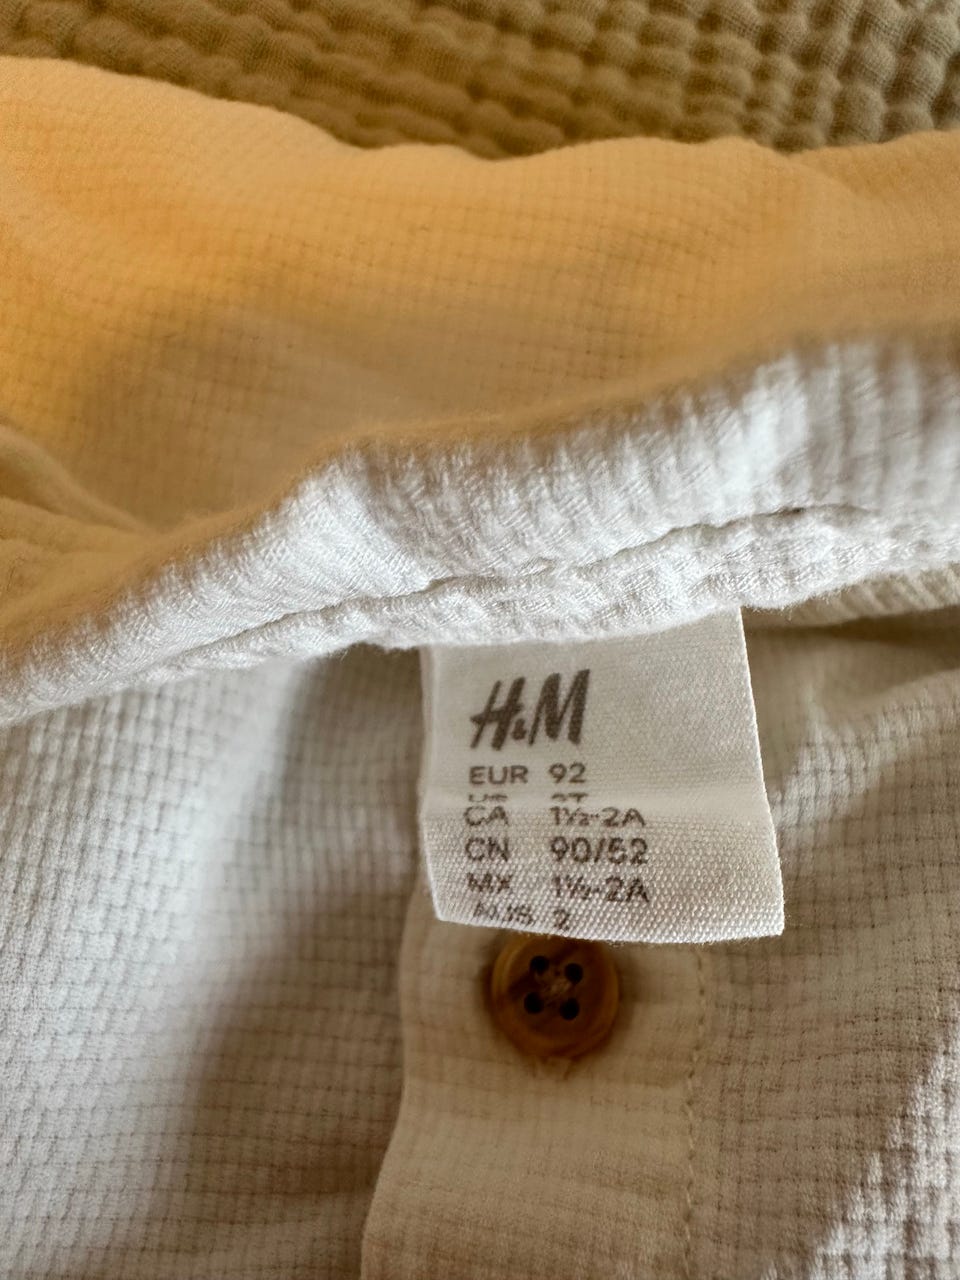 H&M
EUR 92
CA 1½-2A
CN 90/52
MX 1½-2A
AUS 2